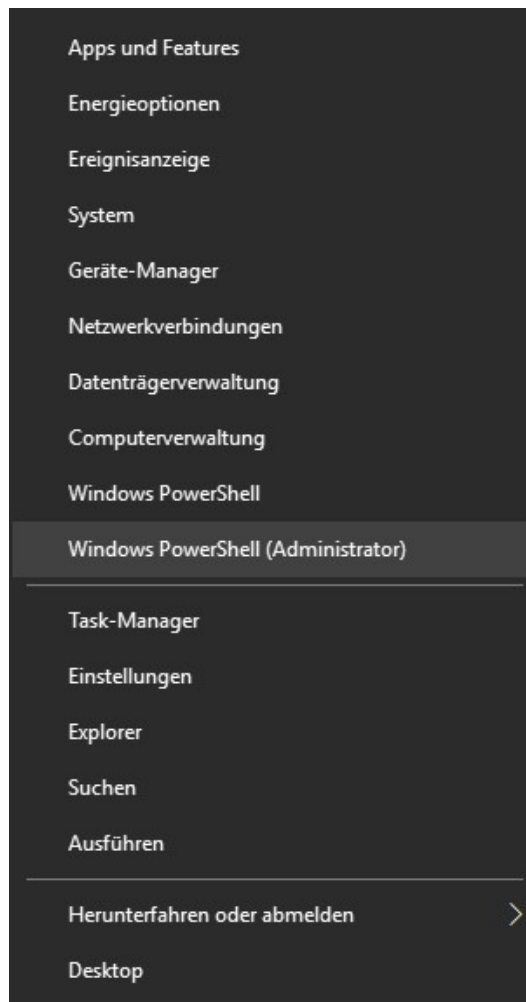 Apps und Features
Energieoptionen
Ereignisanzeige
System
Geräte-Manager
Netzwerkverbindungen
Datenträgerverwaltung
Computerverwaltung
Windows PowerShell
Windows PowerShell (Administrator)
Task-Manager
Einstellungen
Explorer
Suchen
Ausführen
Herunterfahren oder abmelden
Desktop